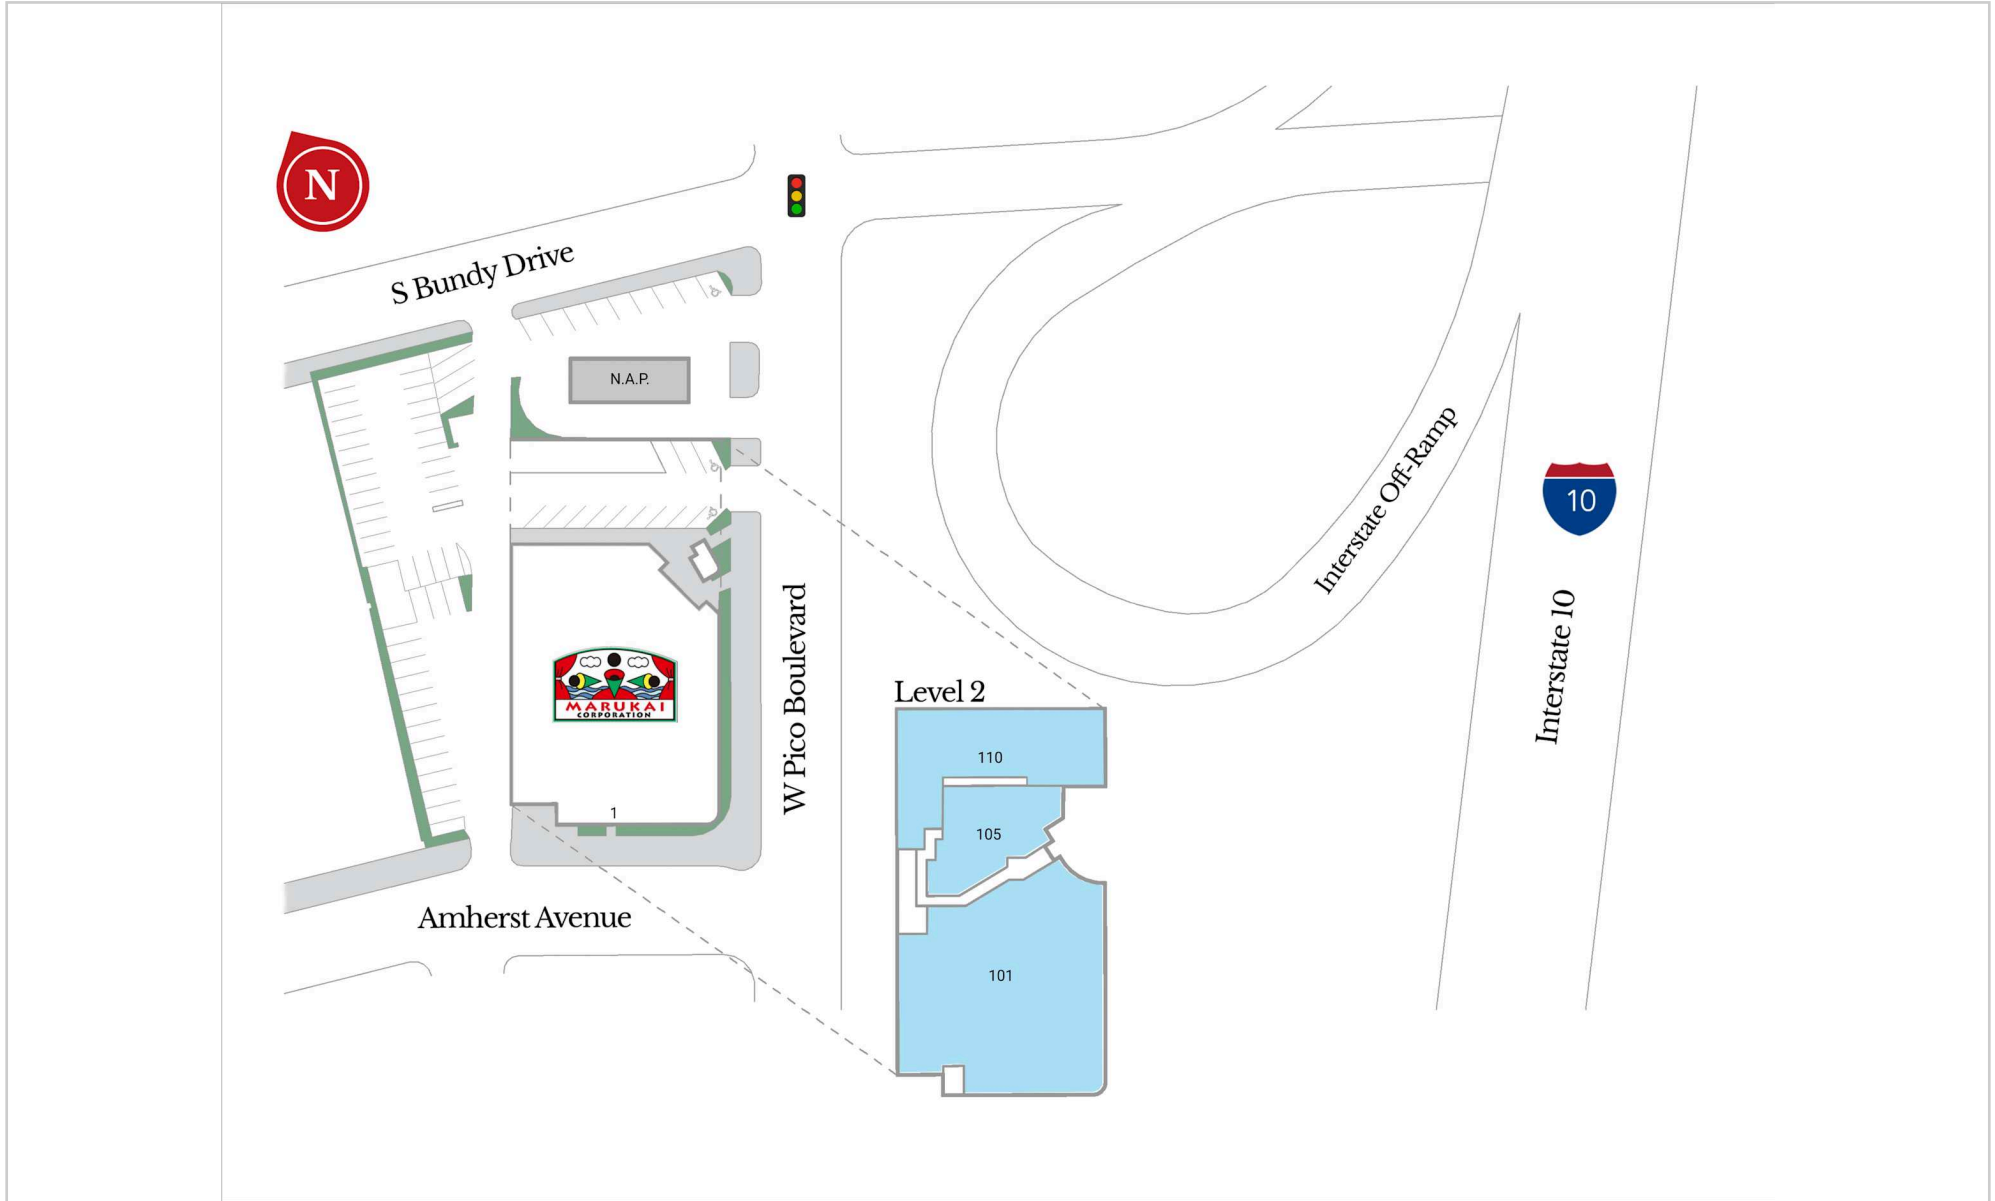 N
S Bundy Drive
N.A.P.
Interstate Off-Ramp
10
W Pico Boulevard
Interstate 10
MARUKAI
CORPORATION
Level 2
110
1
105
Amherst Avenue
101